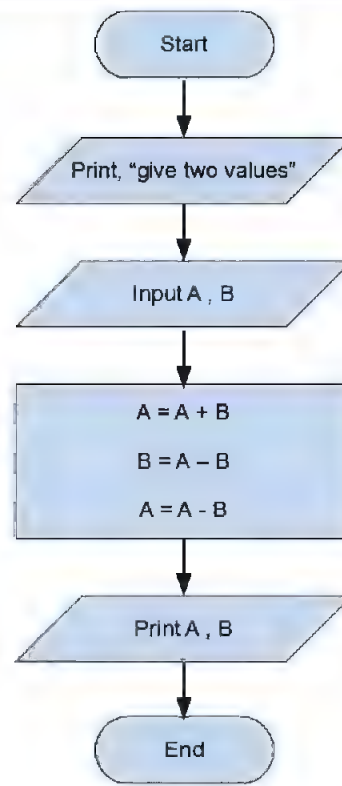 Start
Print, “give two values”
Input A , B
A = A + B
B = A – B
A = A - B
Print A , B
End